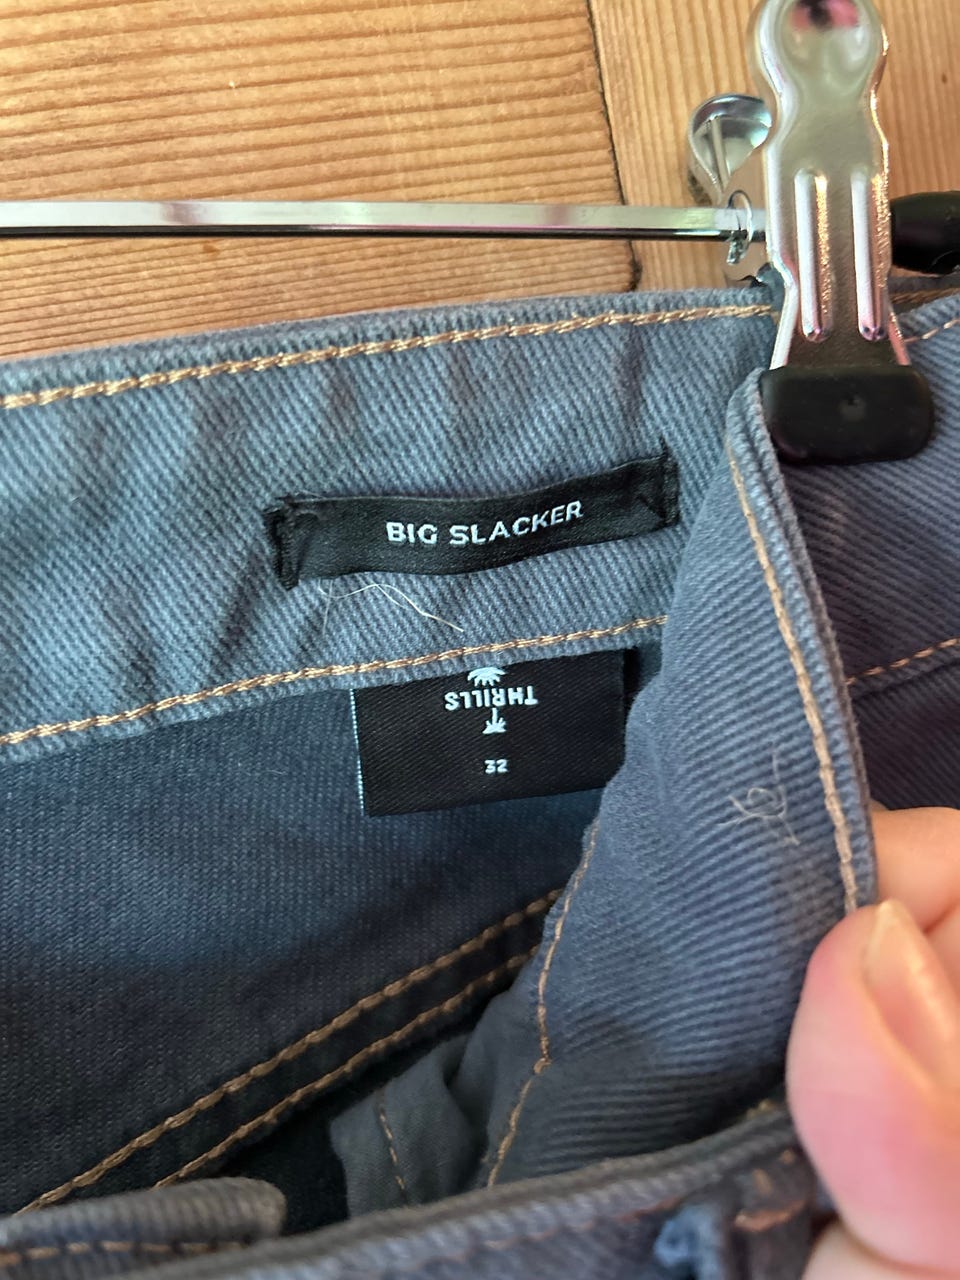 BIG SLACKER
THRILLS
32